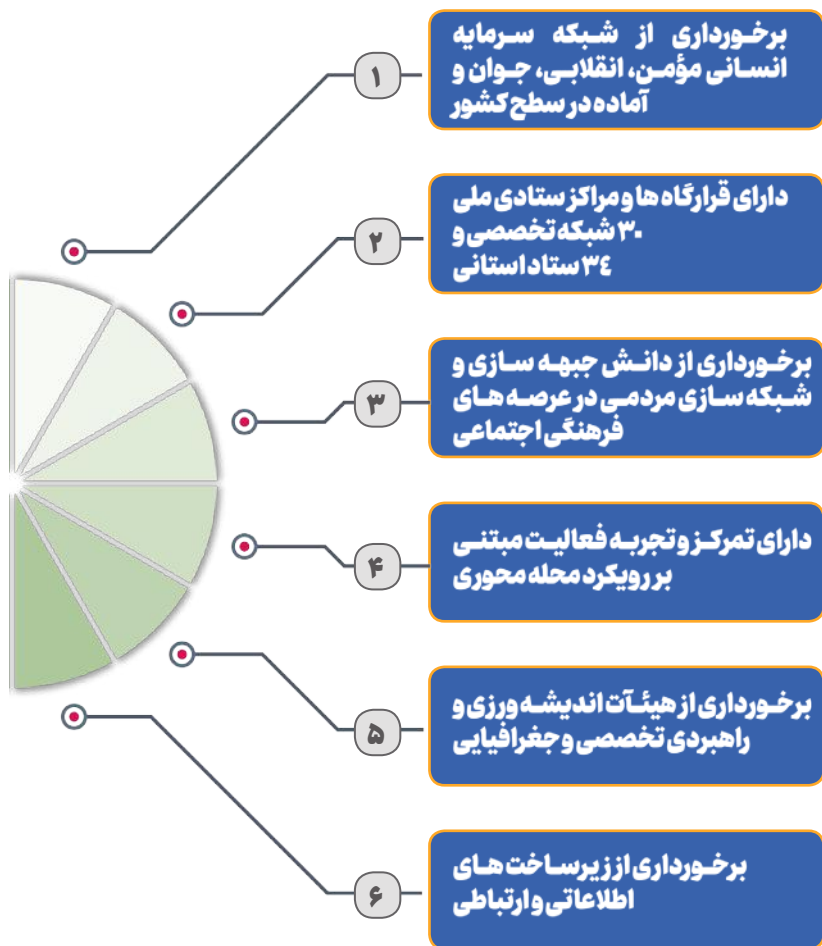 ۱
برخورداری از شبکه سرمایه
انسانی مؤمن، انقلابی، جوان و
آماده در سطح کشور
۲
دارای قرارگاه ها و مراکز ستادی ملی
۳۰ شبکه تخصصی و
۳٤ ستاد استانی
۳
برخورداری از دانش جبهه سازی و
شبکه سازی مردمی در عرصه های
فرهنگی اجتماعی
۴
دارای تمرکز و تجربه فعالیت مبتنی
بر رویکرد محله محوری
۵
برخورداری از هیئت اندیشه ورزی و
راهبردی تخصصی و جغرافیایی
۶
برخورداری از زیرساخت های
اطلاعاتی و ارتباطی